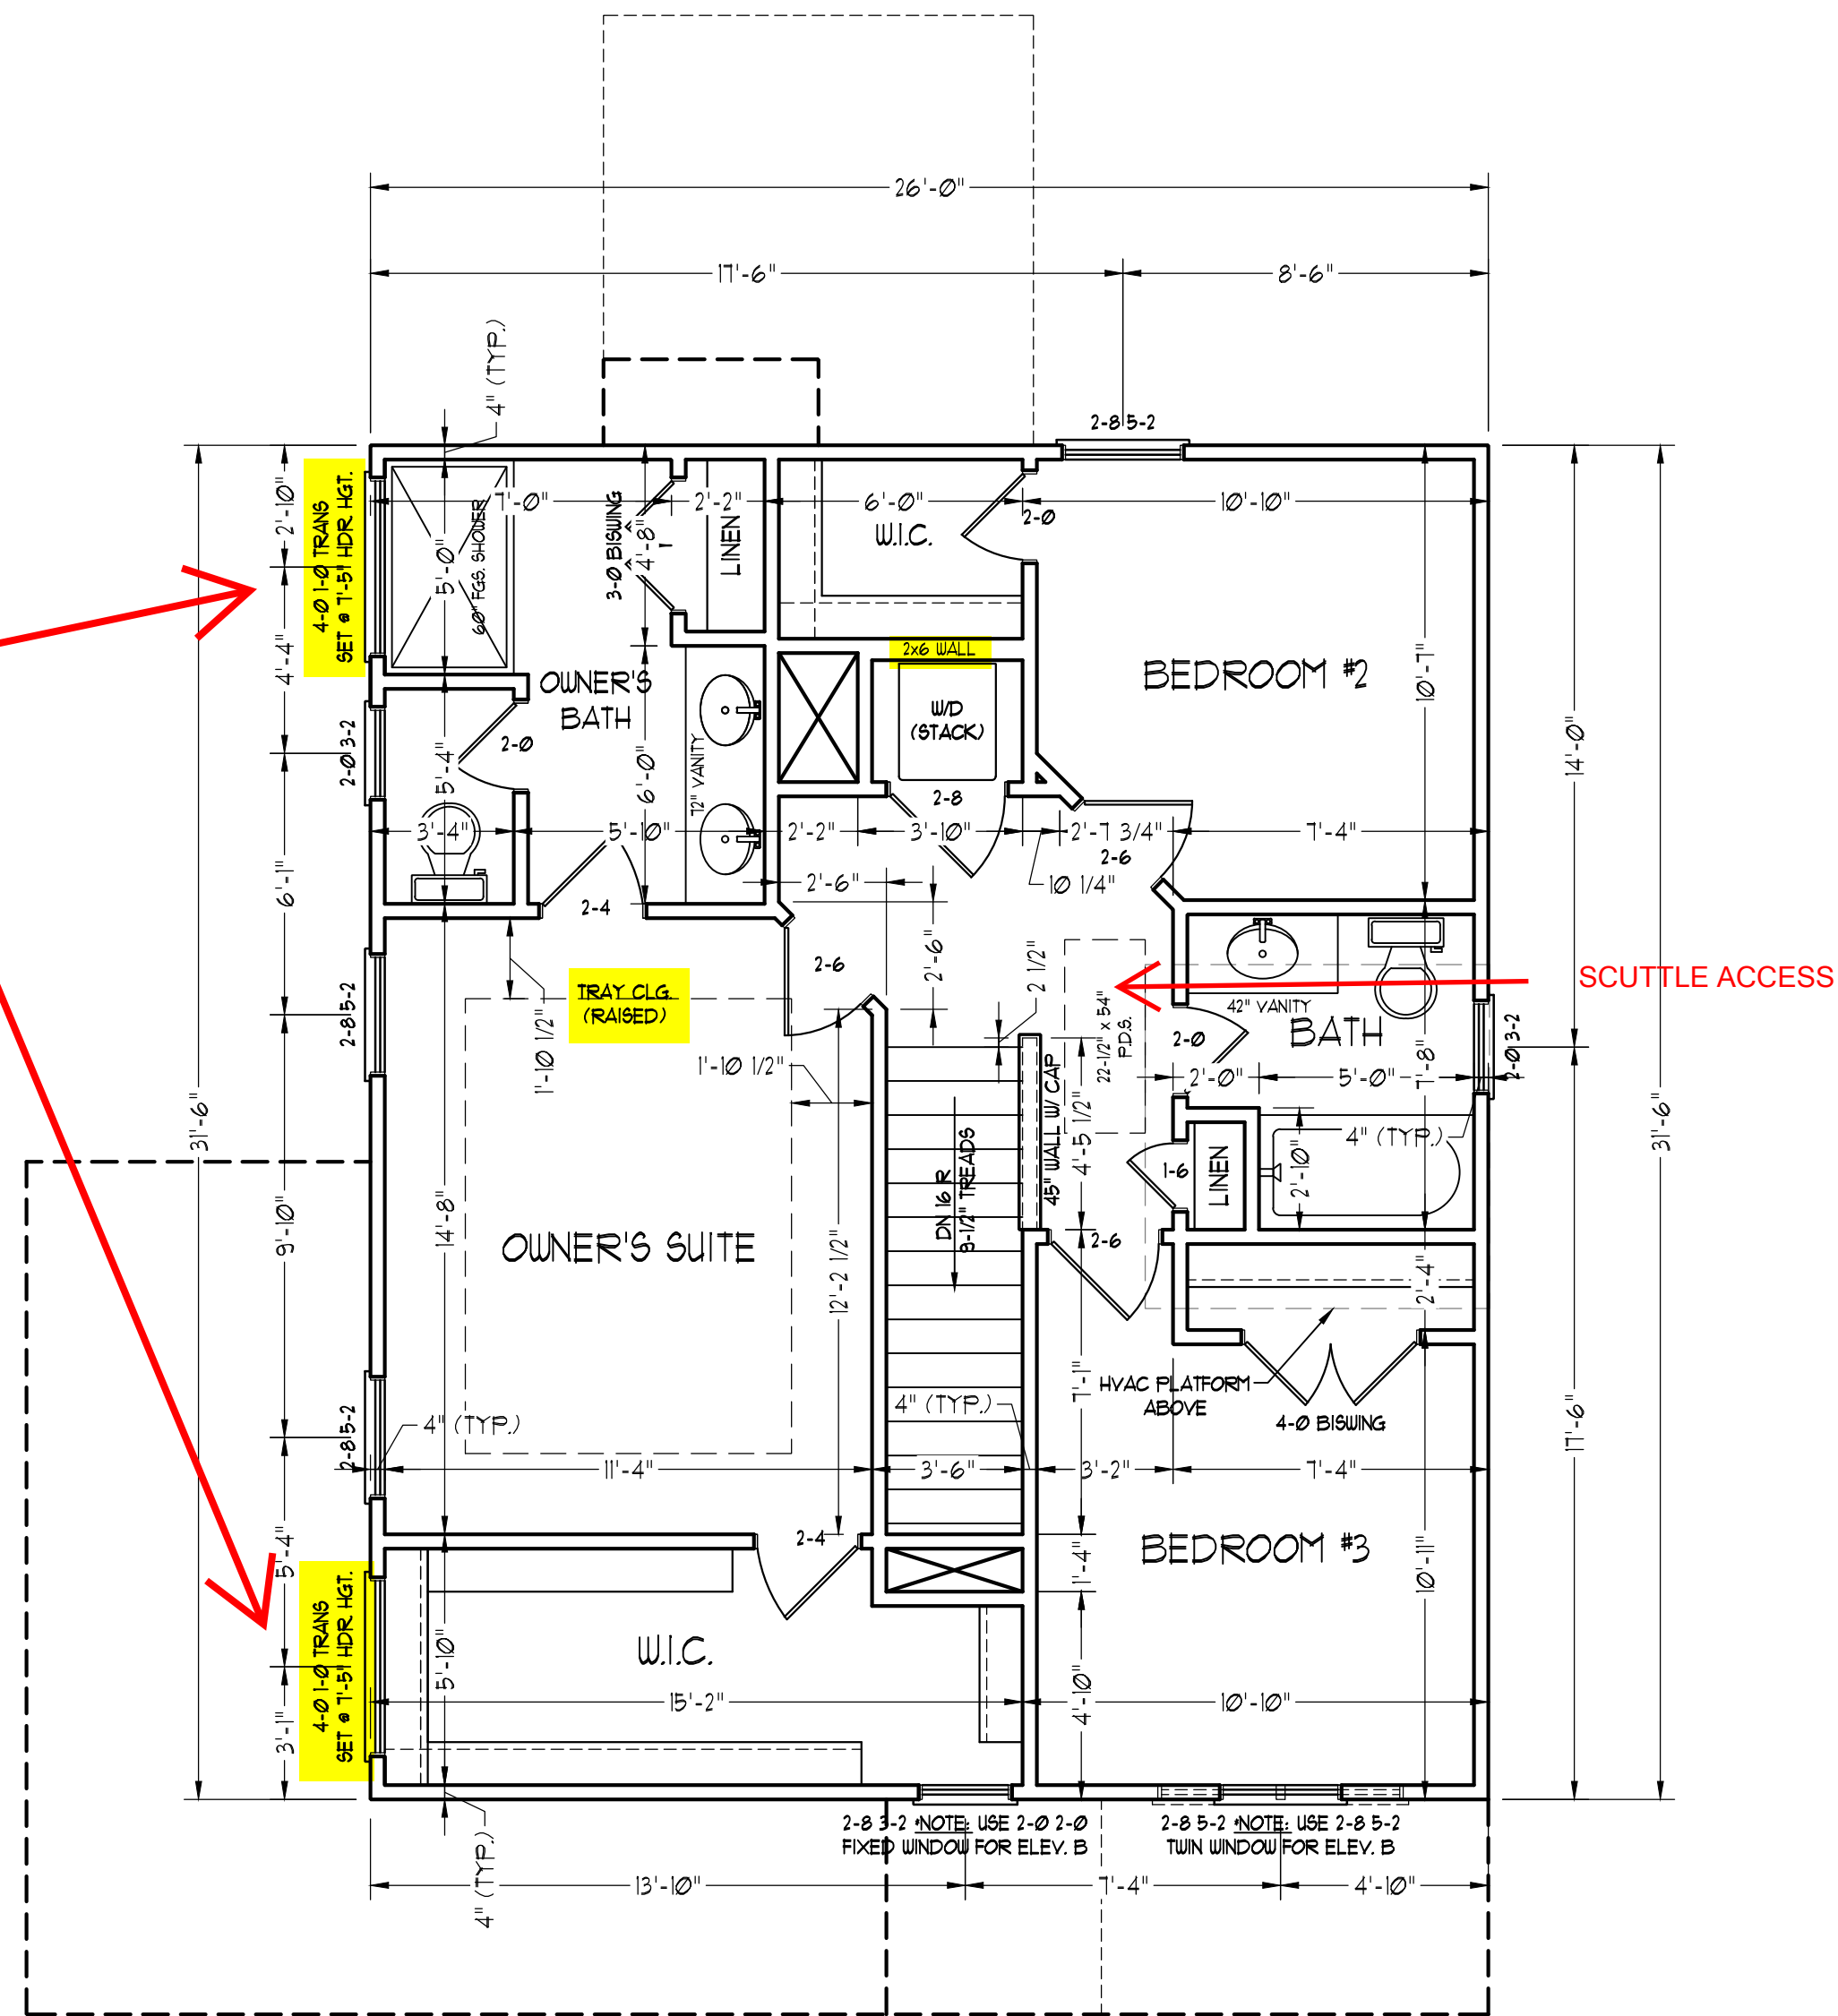 26'-0"
17'-6"
8'-6"
4" (TYP.)
2-8 5-2
2'-10"
4-0 1-0 TRANS
SET @ 7'-5" HDR HGT.
7'-0"
2'-2"
6'-0"
10'-10"
2-0
W.I.C.
LINEN
3-0 BISWING
4'-8"
5'-0"
60" FGS. SHOWER
4'-4"
2x6 WALL
OWNER'S
BATH
BEDROOM #2
10'-7"
W/D
(STACK)
2-0 3-2
2-0
5'-4"
72" VANITY
6'-0"
14'-0"
2-8
3'-4"
5'-10"
2'-2"
3'-10"
2'-7 3/4"
7'-4"
2-6
10 1/4"
2'-6"
6'-1"
2-4
2-6
2'-6"
2 1/2"
TRAY CLG.
(RAISED)
1'-10 1/2"
1'-10 1/2"
2-8 5-2
22-1/2" x 54"
P.D.S.
SCUTTLE ACCESS
42" VANITY
BATH
2-0
2-0 3-2
7'-8"
2'-0"
5'-0"
31'-6"
31'-6"
45" WALL W/ CAP
4'-5 1/2"
4" (TYP.)
DN 16 R
9-1/2" TREADS
1-6
LINEN
2'-10"
9'-10"
14'-8"
OWNER'S SUITE
12'-2 1/2"
2-6
2'-4"
HVAC PLATFORM
ABOVE
4-0 BISWING
7'-1"
4" (TYP.)
4" (TYP.)
2-8 5-2
17'-6"
11'-4"
3'-6"
3'-2"
7'-4"
2-4
5'-4"
BEDROOM #3
1'-4"
10'-11"
4-0 1-0 TRANS
SET @ 7'-5" HDR HGT.
W.I.C.
5'-10"
15'-2"
4'-10"
10'-10"
3'-1"
2-8 3-2 *NOTE: USE 2-0 2-0
FIXED WINDOW FOR ELEV. B
2-8 5-2 *NOTE: USE 2-8 5-2
TWIN WINDOW FOR ELEV. B
13'-10"
7'-4"
4'-10"
4" (TYP.)